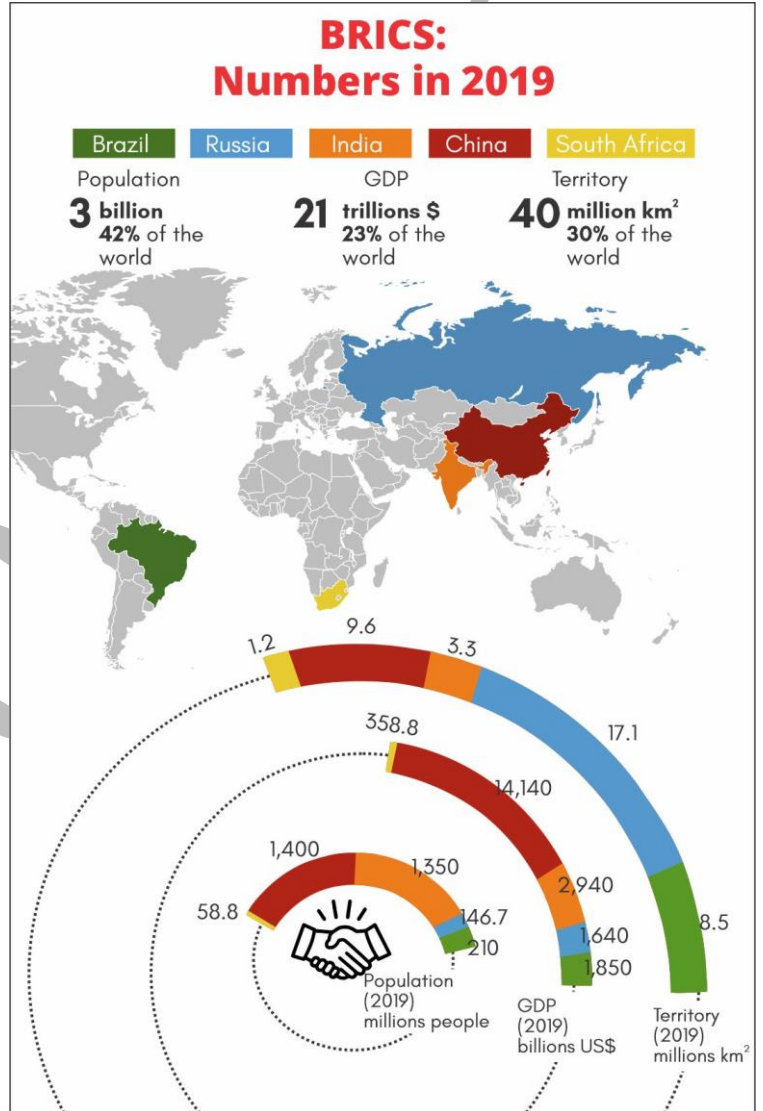 BRICS:
Numbers in 2019
Brazil Russia India China South Africa
Population
3 billion
42% of the
world
GDP
21 trillions $
23% of the
world
Territory
40 million km²
30% of the
world
1.2
9.6
3.3
17.1
8.5
358.8
14,140
2,940
1,640
1,850
58.8
1,400
1,350
146.7
210
Population
(2019)
millions people
GDP
(2019)
billions US$
Territory
(2019)
millions km²